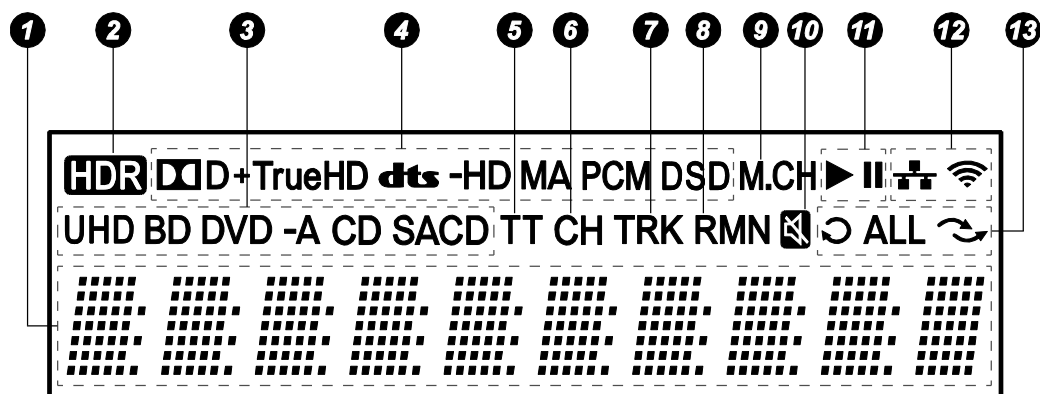 1 2 3 4 5 6 7 8 9 10 11 12 13
HDR D+TrueHD dts -HD MA PCM DSD M.CH
UHD BD DVD -A CD SACD TT CH TRK RMN ALL